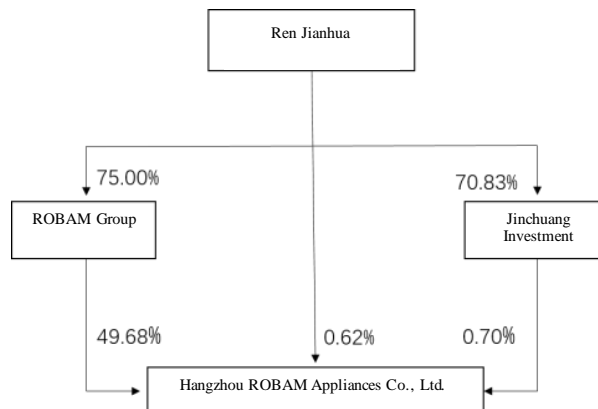 Ren Jianhua
75.00%
70.83%
ROBAM Group
Jinchuang
Investment
49.68%
0.62%
0.70%
Hangzhou ROBAM Appliances Co., Ltd.